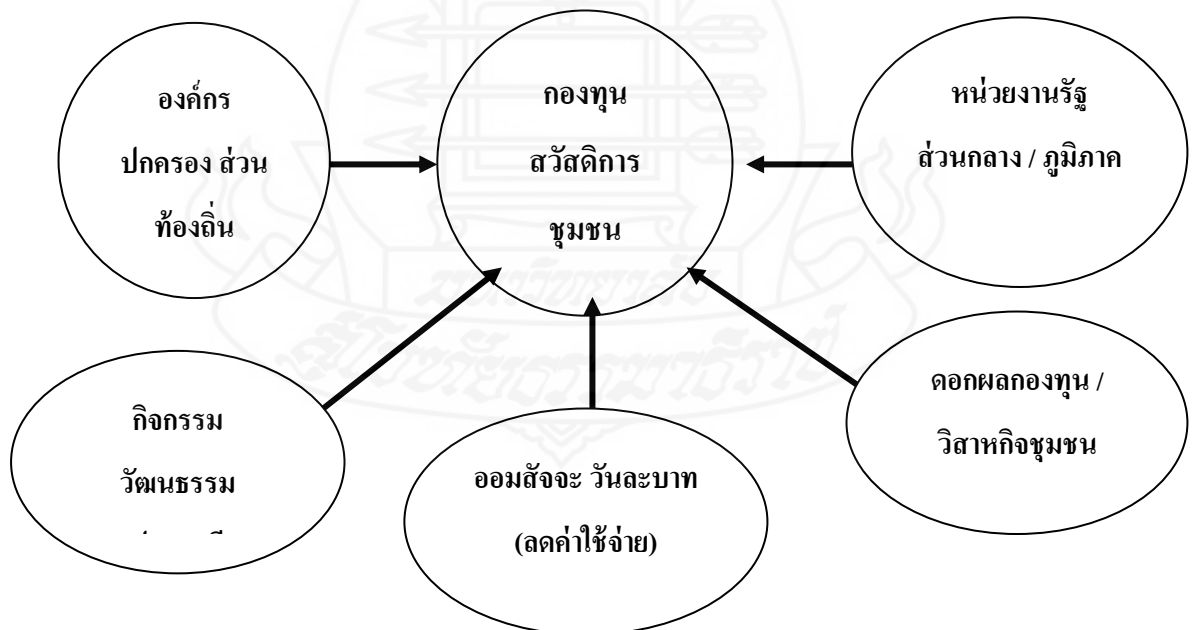 องค์กร
ปกครอง ส่วน
ท้องถิ่น
กองทุน
สวัสดิการ
ชุมชน
หน่วยงานรัฐ
ส่วนกลาง / ภูมิภาค
กิจกรรม
วัฒนธรรม
ออมสัจจะ วันละบาท
(ลดค่าใช้จ่าย)
ดอกผลกองทุน /
วิสาหกิจชุมชน